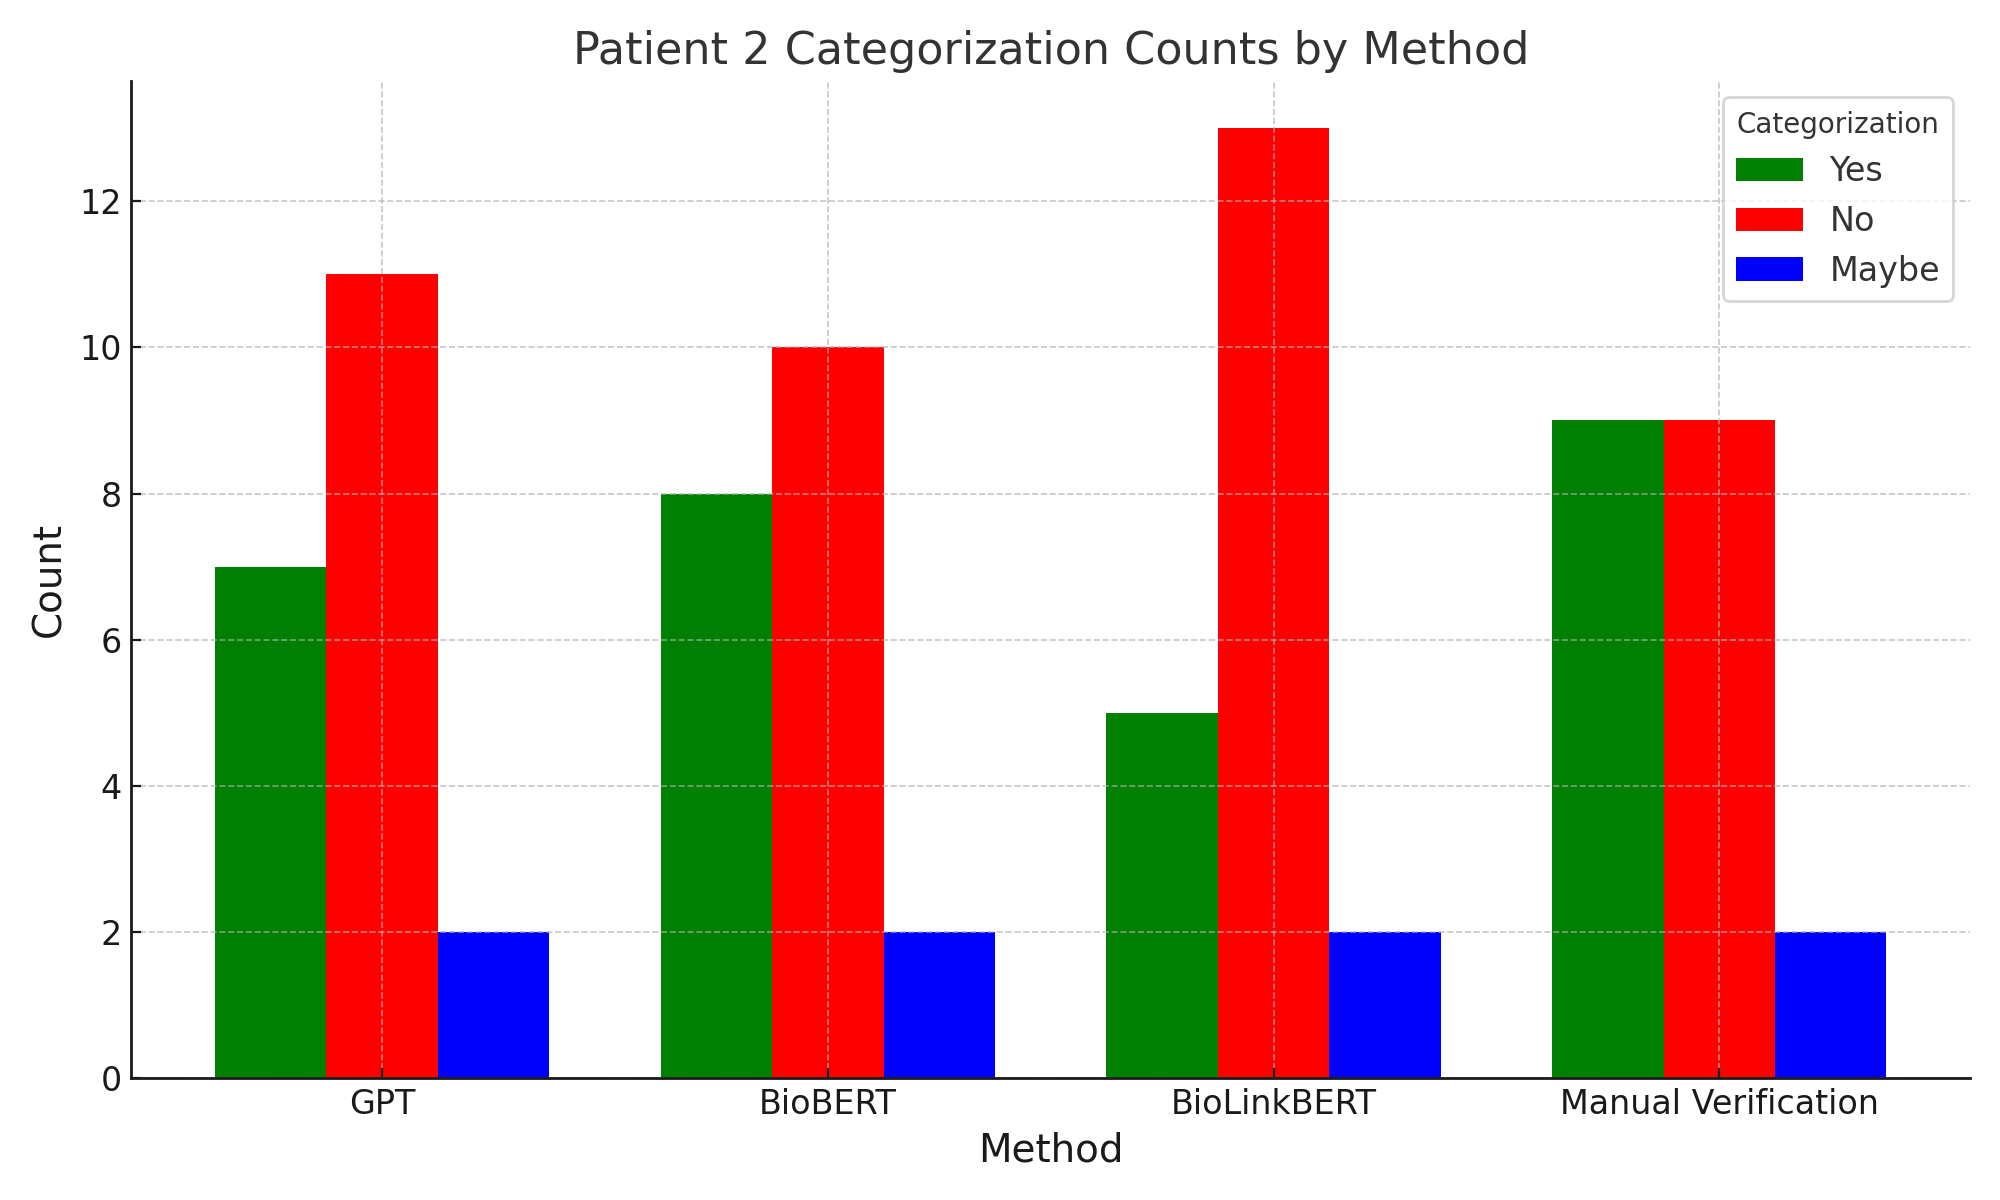 Patient 2 Categorization Counts by Method
Categorization
Yes
No
Maybe
Count
12
10
8
6
4
2
0
GPT
BioBERT
BioLinkBERT
Manual Verification
Method